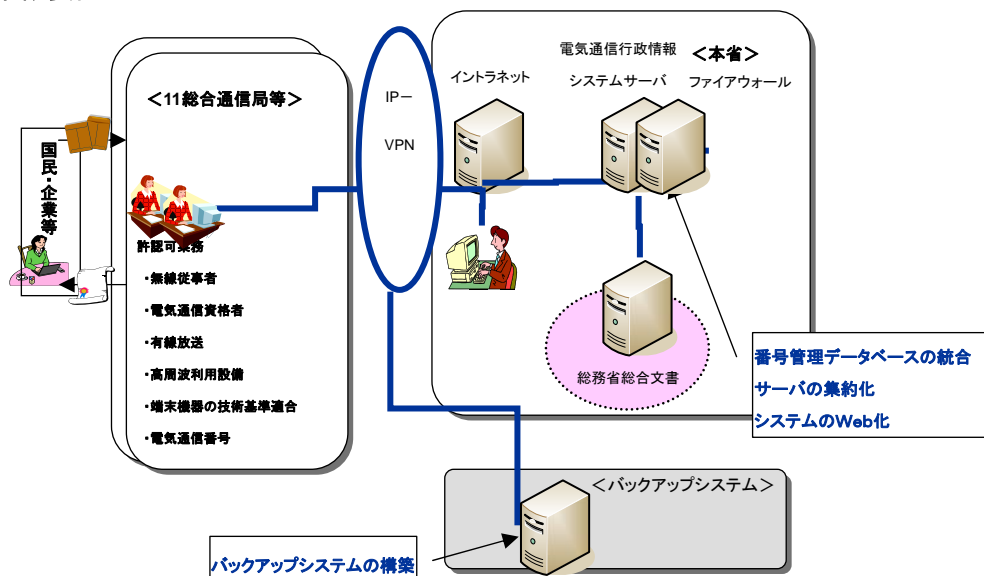 ＜11総合通信局等＞
国民・企業等
許認可業務
・無線従事者
・電気通信資格者
・有線放送
・高周波利用設備
・端末機器の技術基準適合
・電気通信番号
IPー
VPN
イントラネット
電気通信行政情報
システムサーバ
＜本省＞
ファイアウォール
総務省総合文書
番号管理データベースの統合
サーバの集約化
システムのWeb化
＜バックアップシステム＞
バックアップシステムの構築